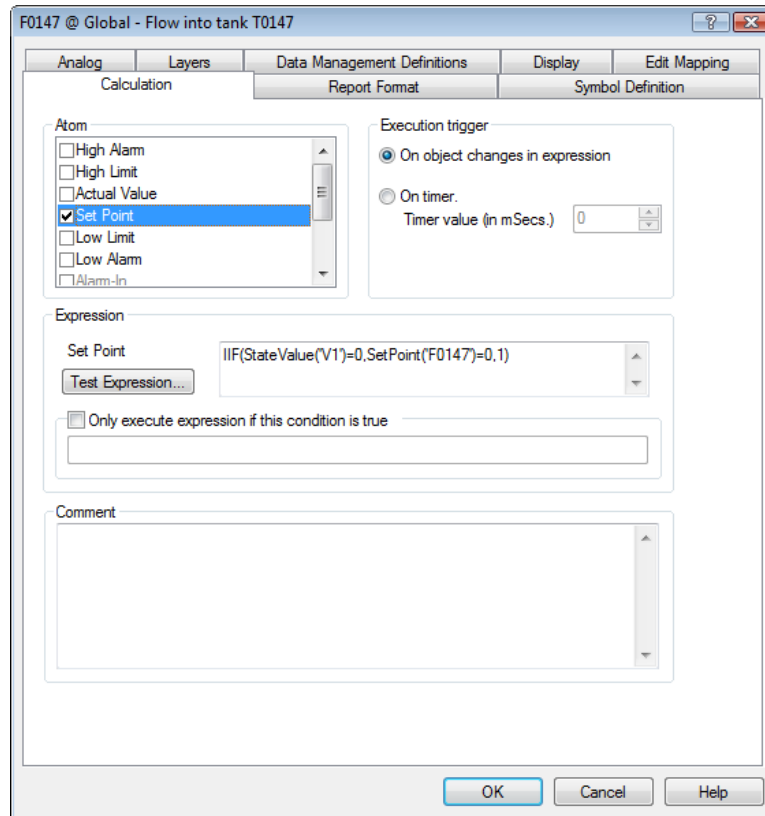 F0147 @ Global - Flow into tank T0147
Analog Layers Data Management Definitions Display Edit Mapping
Calculation Report Format Symbol Definition
Atom
High Alarm
High Limit
Actual Value
Set Point
Low Limit
Low Alarm
Alarm-In
Execution trigger
On object changes in expression
On timer.
Timer value (in mSecs.) 0
Expression
Set Point IIF(StateValue('V1')=0,SetPoint('F0147')=0,1)
Test Expression...
Only execute expression if this condition is true
Comment
OK Cancel Help